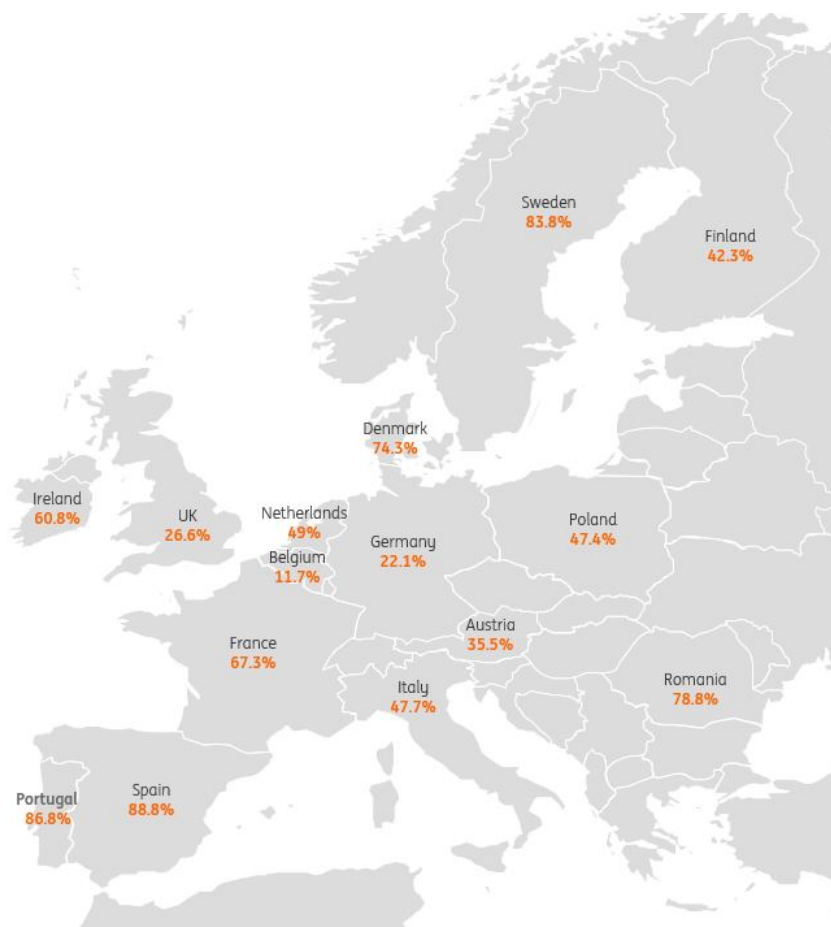 Sweden
83.8%
Finland
42.3%
Denmark
74.3%
Ireland
60.8%
UK
26.6%
Netherlands
49%
Belgium
11.7%
Germany
22.1%
Poland
47.4%
France
67.3%
Austria
35.5%
Italy
47.7%
Romania
78.8%
Portugal
86.8%
Spain
88.8%